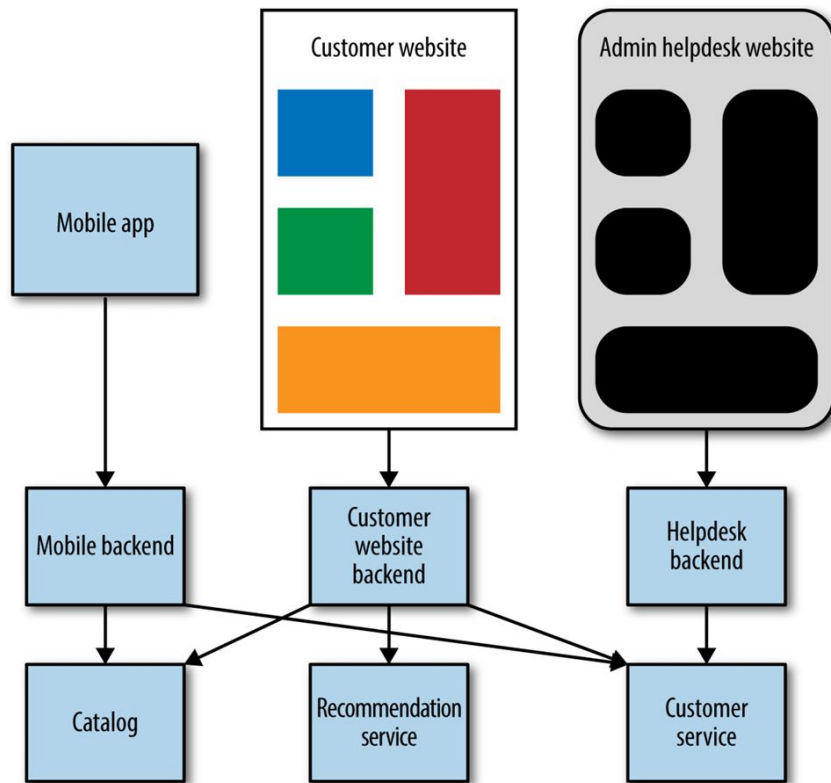 Customer website
Admin helpdesk website
Mobile app
Mobile backend
Customer
website
backend
Helpdesk
backend
Catalog
Recommendation
service
Customer
service